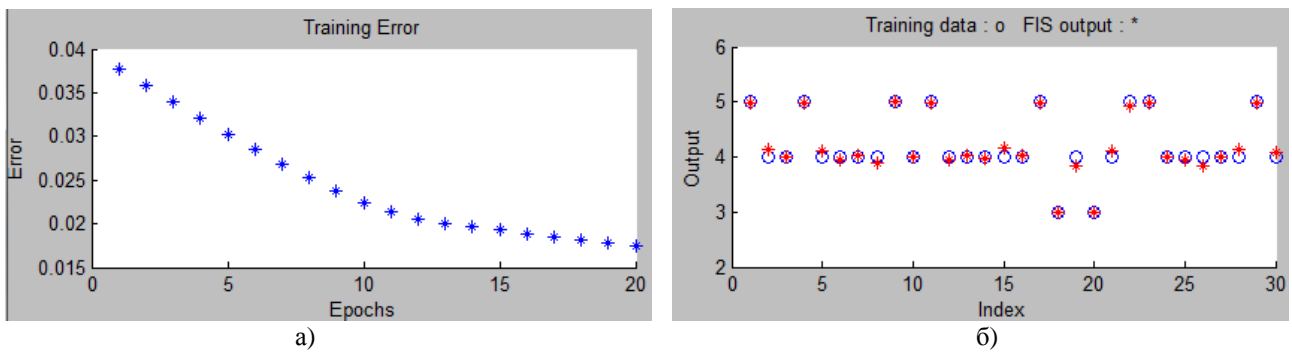 Training Error
0.04
0.035
0.03
0.025
0.02
0.015
Error
0
5
10
15
20
Epochs
а)
Training data : o   FIS output : *
6
5
4
3
2
Output
0
5
10
15
20
25
30
Index
б)